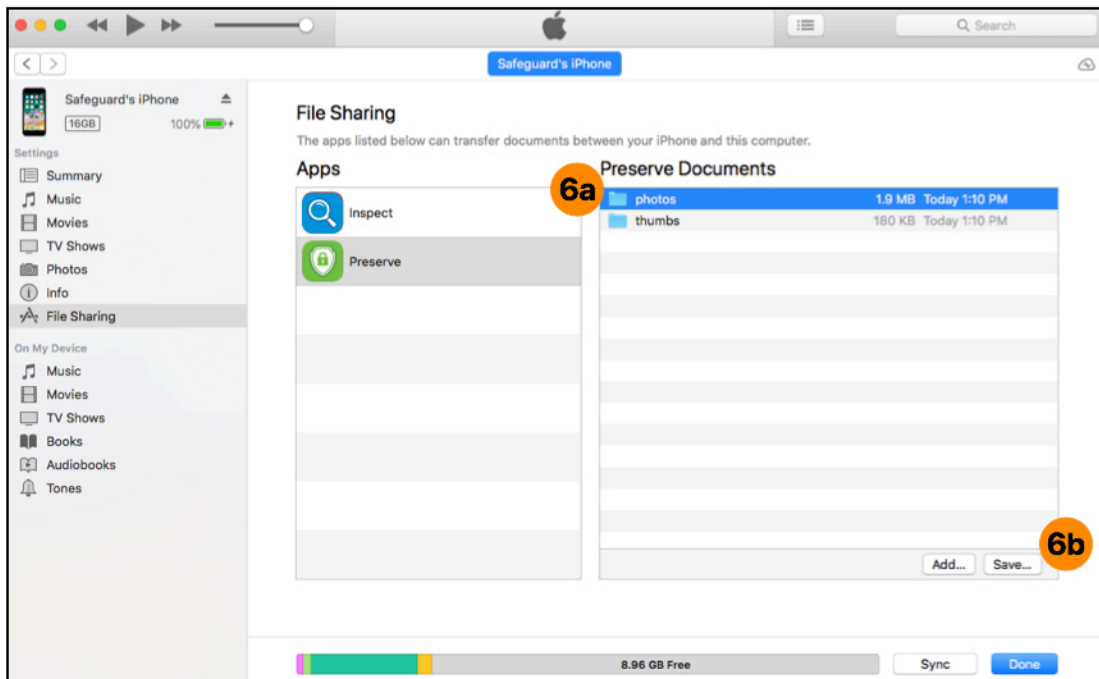 Search
Safeguard's iPhone
Safeguard's iPhone
16GB 100%
Settings
Summary
Music
Movies
TV Shows
Photos
Info
File Sharing
On My Device
Music
Movies
TV Shows
Books
Audiobooks
Tones
File Sharing
The apps listed below can transfer documents between your iPhone and this computer.
Apps
Inspect
Preserve
6a
Preserve Documents
photos 1.9 MB Today 1:10 PM
thumbs 180 KB Today 1:10 PM
6b
Add... Save...
8.96 GB Free
Sync Done